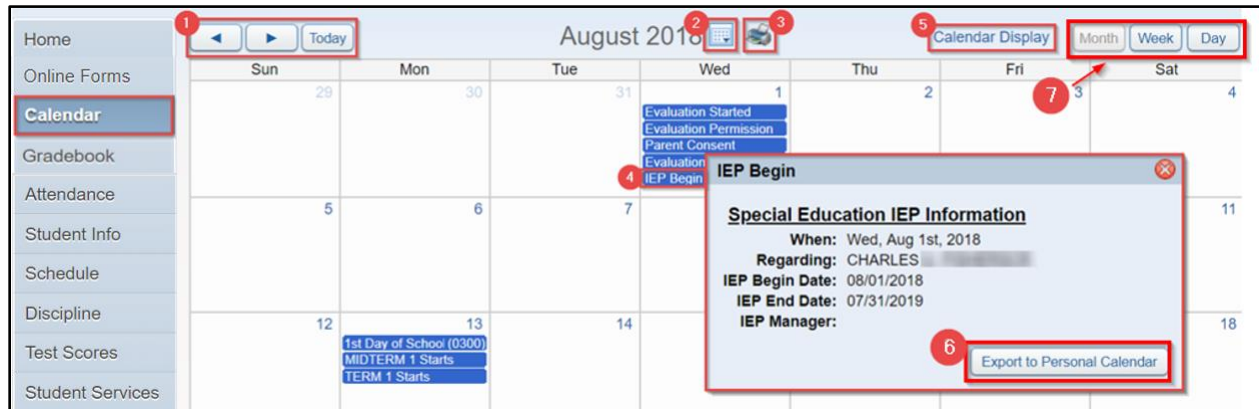 Home
Online Forms
Calendar
Gradebook
Attendance
Student Info
Schedule
Discipline
Test Scores
Student Services
1
Today
August 2018
2
3
5
Calendar Display
Month Week Day
7
Sun Mon Tue Wed Thu Fri Sat
29 30 31 1 2 3 4
Evaluation Started
Evaluation Permission
Parent Consent
Evaluation
4
IEP Begin
5 6 7 11
12 13 14 18
1st Day of School (0300)
MIDTERM 1 Starts
TERM 1 Starts
IEP Begin
Special Education IEP Information
When: Wed, Aug 1st, 2018
Regarding: CHARLES
IEP Begin Date: 08/01/2018
IEP End Date: 07/31/2019
IEP Manager:
6
Export to Personal Calendar